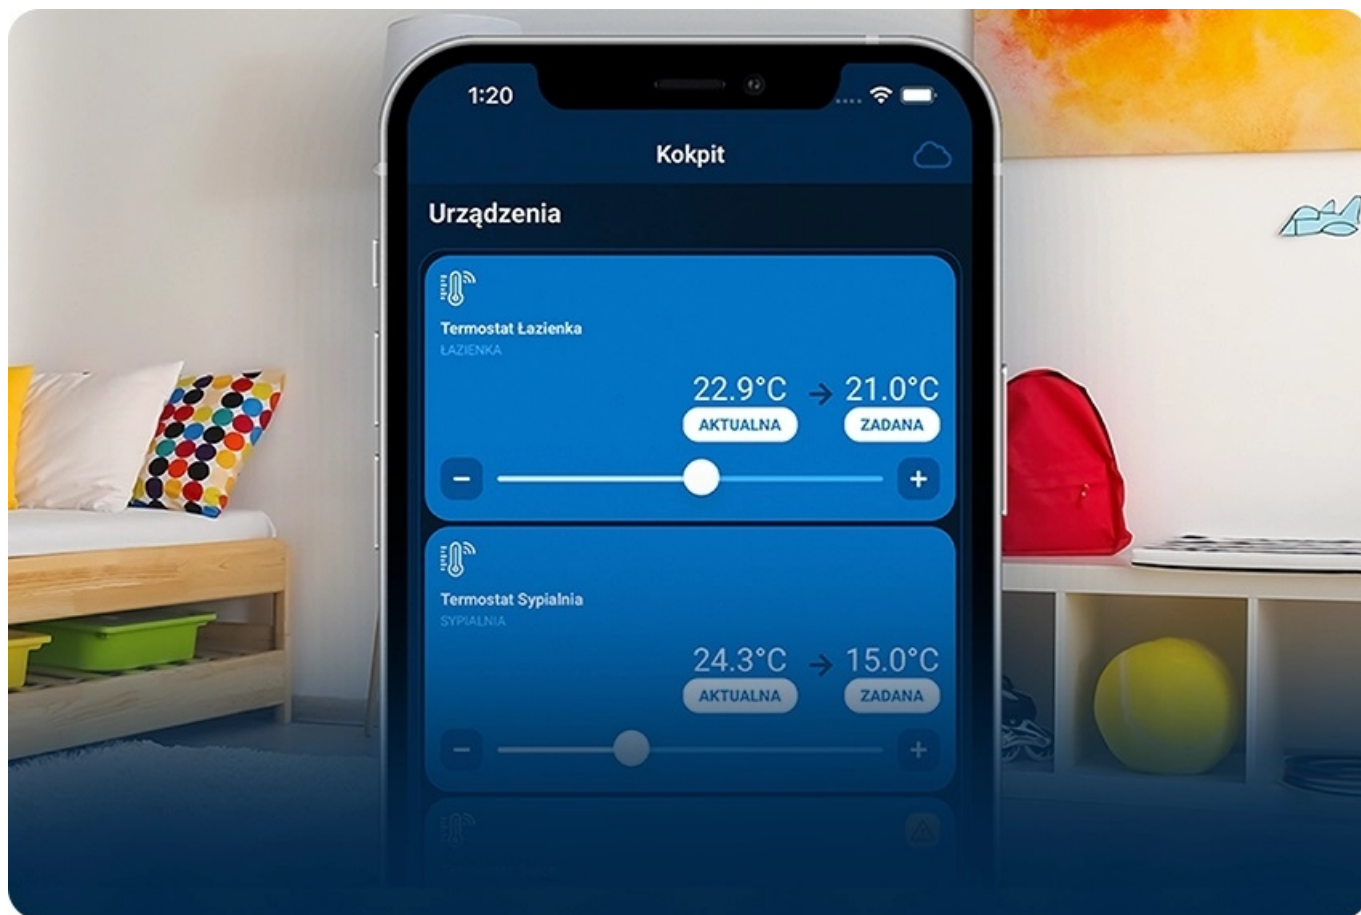 1:20
Kokpit
Urządzenia
Termostat Łazienka
ŁAZIENKA
22.9°C → 21.0°C
AKTUALNA ZADANA
− +
Termostat Sypialnia
SYPIALNIA
24.3°C → 15.0°C
AKTUALNA ZADANA
− +